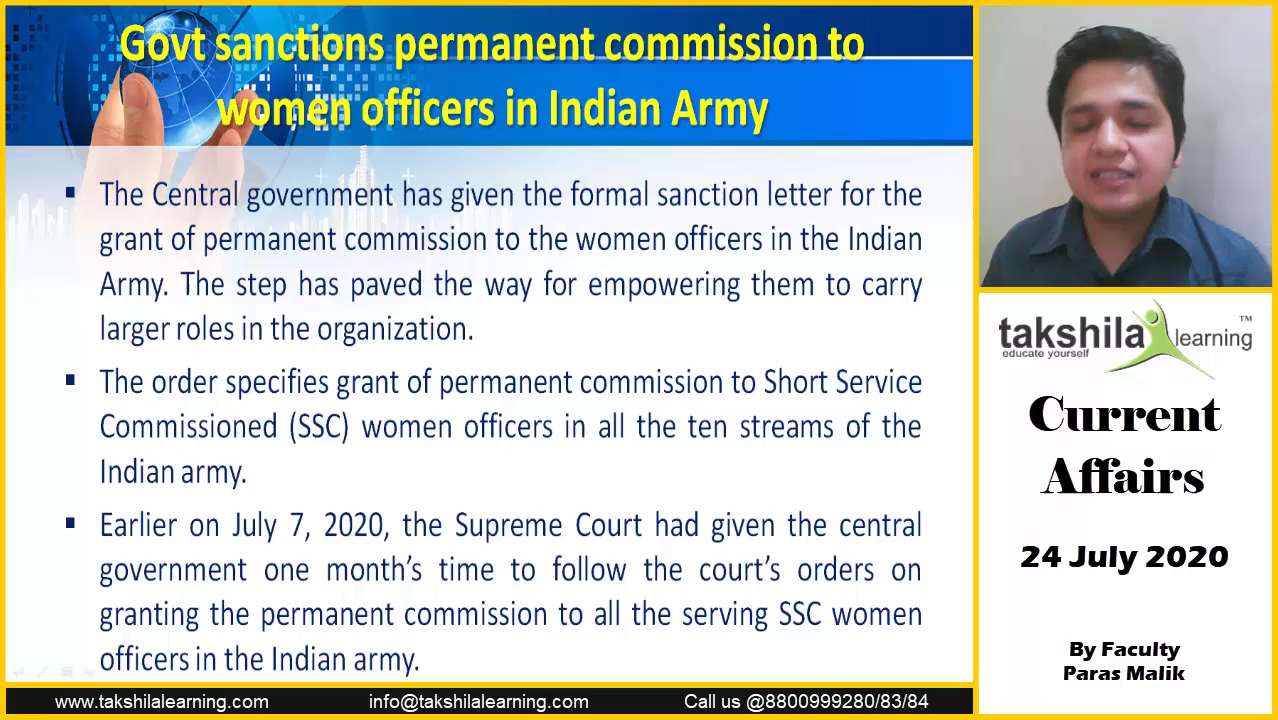 Govt sanctions permanent commission to
women officers in Indian Army
▪ The Central government has given the formal sanction letter for the
grant of permanent commission to the women officers in the Indian
Army. The step has paved the way for empowering them to carry
larger roles in the organization.
▪ The order specifies grant of permanent commission to Short Service
Commissioned (SSC) women officers in all the ten streams of the
Indian army.
▪ Earlier on July 7, 2020, the Supreme Court had given the central
government one month's time to follow the court's orders on
granting the permanent commission to all the serving SSC women
officers in the Indian army.
www.takshilalearning.com info@takshilalearning.com Call us @8800999280/83/84
takshila learning ™
educate yourself
Current
Affairs
24 July 2020
By Faculty
Paras Malik